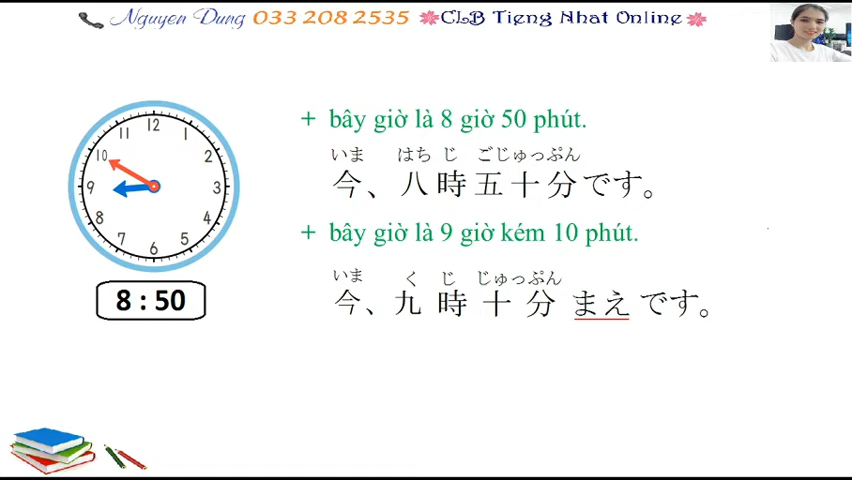 Nguyen Dung 033 208 2535 CLB Tieng Nhat Online
12
11 1
10 2
9 3
8 4
7 5
6
8 : 50
+ bây giờ là 8 giờ 50 phút.
いま はち じ ごじゅっぷん
今、八時五十分です。
+ bây giờ là 9 giờ kém 10 phút.
いま く じ じゅっぷん
今、九時十分 まえです。